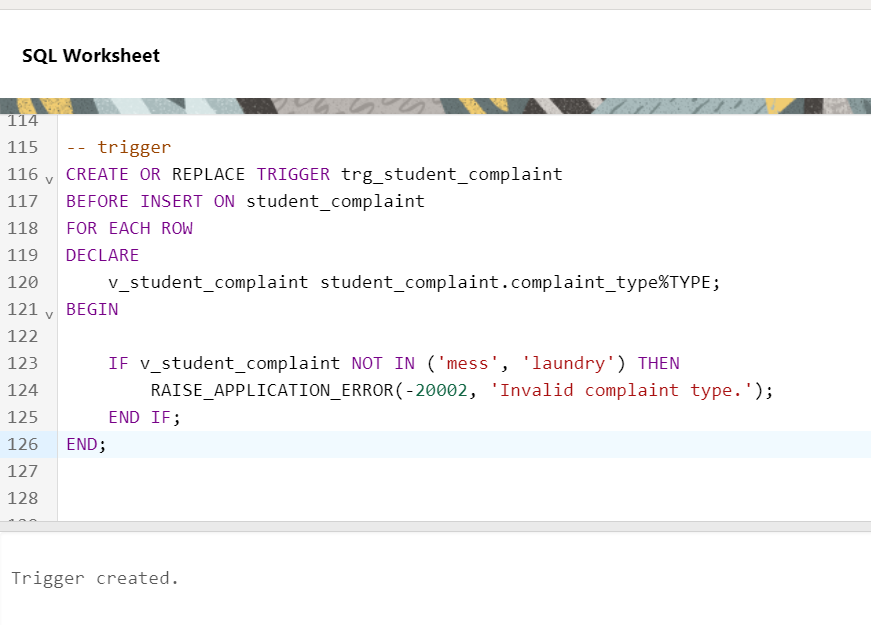 SQL Worksheet
114
115 -- trigger
116 CREATE OR REPLACE TRIGGER trg_student_complaint
117 BEFORE INSERT ON student_complaint
118 FOR EACH ROW
119 DECLARE
120 v_student_complaint student_complaint.complaint_type%TYPE;
121 BEGIN
122
123 IF v_student_complaint NOT IN ('mess', 'laundry') THEN
124 RAISE_APPLICATION_ERROR(-20002, 'Invalid complaint type.');
125 END IF;
126 END;
127
128
Trigger created.